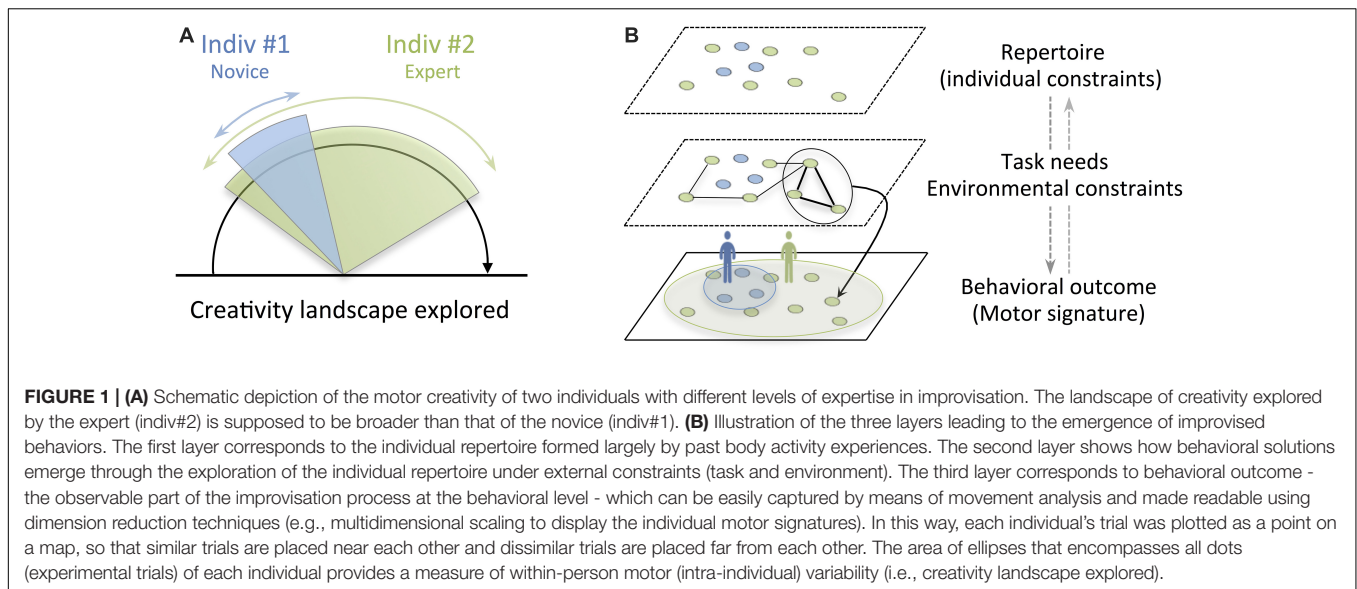 A
Indiv #1
Novice
Indiv #2
Expert
Creativity landscape explored
B
Repertoire
(individual constraints)
Task needs
Environmental constraints
Behavioral outcome
(Motor signature)
FIGURE 1 | (A) Schematic depiction of the motor creativity of two individuals with different levels of expertise in improvisation. The landscape of creativity explored
by the expert (indiv#2) is supposed to be broader than that of the novice (indiv#1). (B) Illustration of the three layers leading to the emergence of improvised
behaviors. The first layer corresponds to the individual repertoire formed largely by past body activity experiences. The second layer shows how behavioral solutions
emerge through the exploration of the individual repertoire under external constraints (task and environment). The third layer corresponds to behavioral outcome -
the observable part of the improvisation process at the behavioral level - which can be easily captured by means of movement analysis and made readable using
dimension reduction techniques (e.g., multidimensional scaling to display the individual motor signatures). In this way, each individual's trial was plotted as a point on
a map, so that similar trials are placed near each other and dissimilar trials are placed far from each other. The area of ellipses that encompasses all dots
(experimental trials) of each individual provides a measure of within-person motor (intra-individual) variability (i.e., creativity landscape explored).